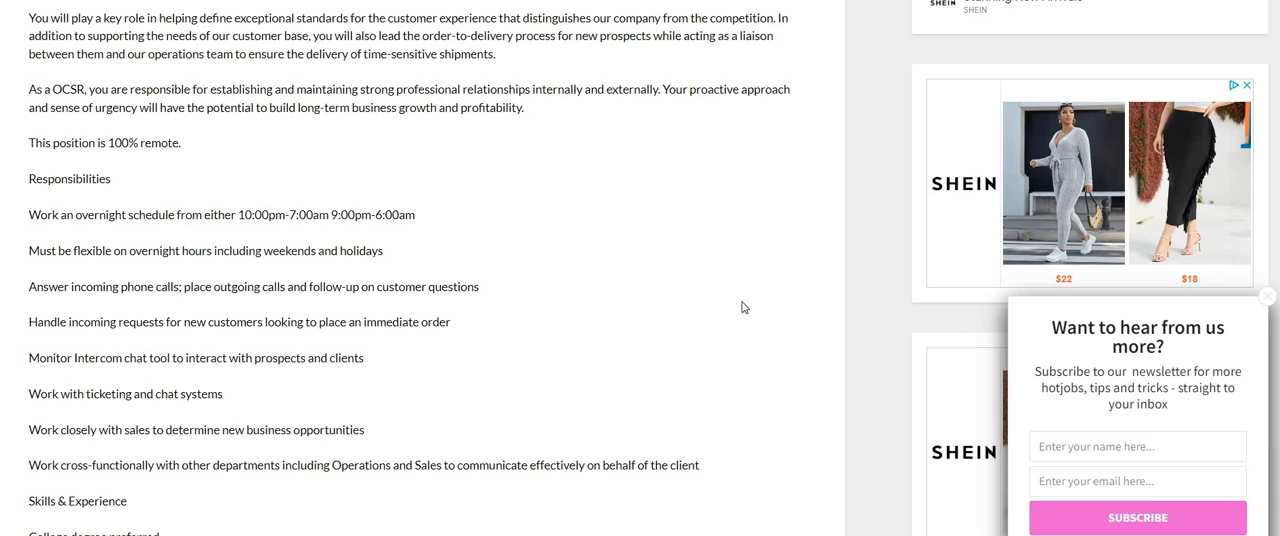 You will play a key role in helping define exceptional standards for the customer experience that distinguishes our company from the competition. In
addition to supporting the needs of our customer base, you will also lead the order-to-delivery process for new prospects while acting as a liaison
between them and our operations team to ensure the delivery of time-sensitive shipments.
As a OCSR, you are responsible for establishing and maintaining strong professional relationships internally and externally. Your proactive approach
and sense of urgency will have the potential to build long-term business growth and profitability.
This position is 100% remote.
Responsibilities
Work an overnight schedule from either 10:00pm-7:00am 9:00pm-6:00am
Must be flexible on overnight hours including weekends and holidays
Answer incoming phone calls; place outgoing calls and follow-up on customer questions
Handle incoming requests for new customers looking to place an immediate order
Monitor Intercom chat tool to interact with prospects and clients
Work with ticketing and chat systems
Work closely with sales to determine new business opportunities
Work cross-functionally with other departments including Operations and Sales to communicate effectively on behalf of the client
Skills & Experience
College degree preferred
SHEIN
SHEIN
SHEIN
$22
$18
SHEIN
Want to hear from us
more?
Subscribe to our newsletter for more
hotjobs, tips and tricks - straight to
your inbox
Enter your name here...
Enter your email here...
SUBSCRIBE